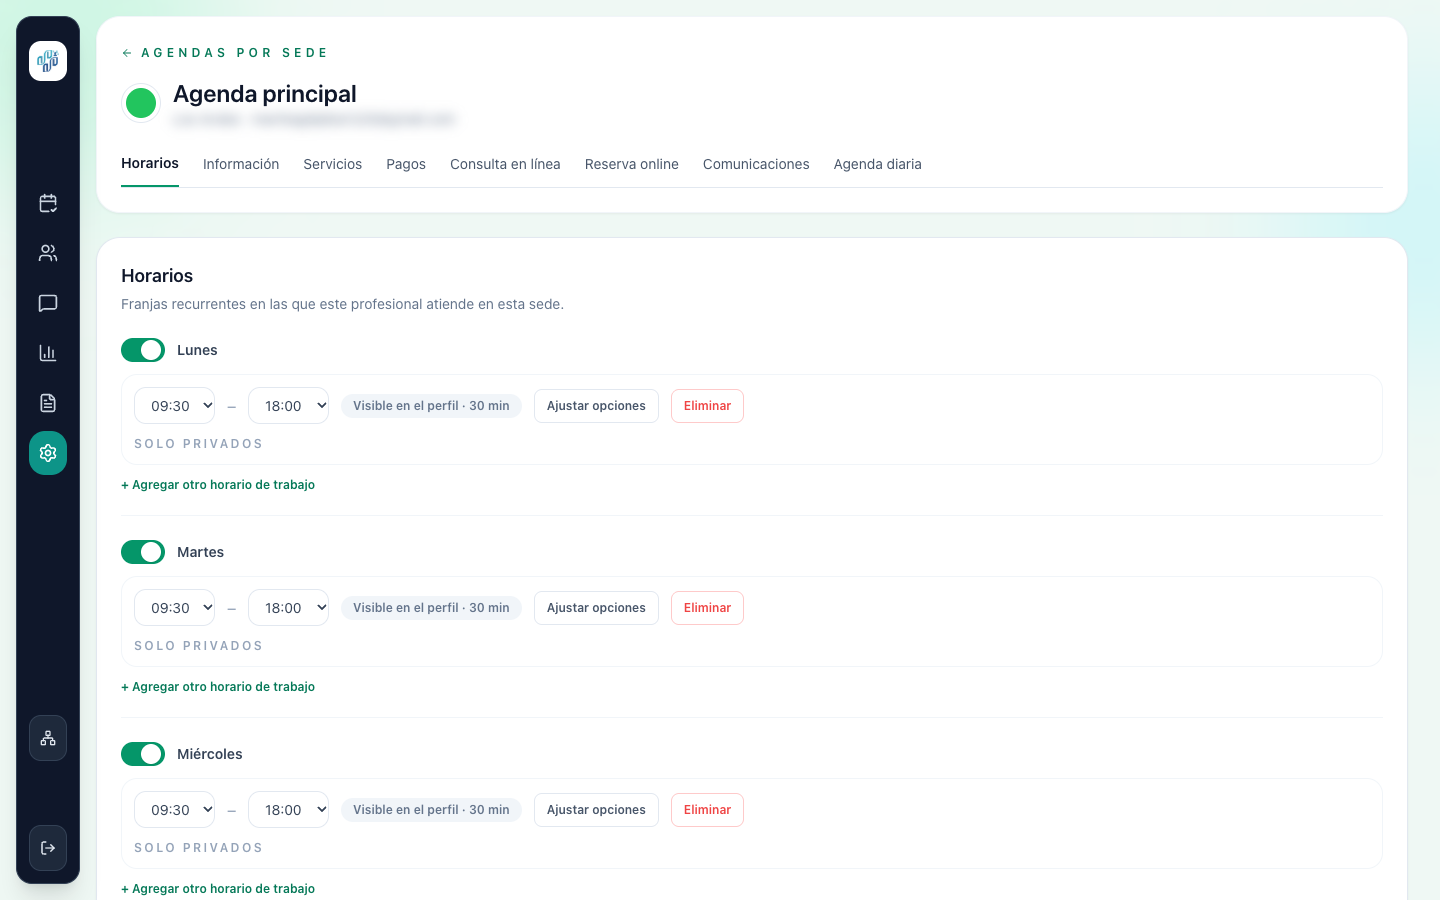 ← AGENDAS POR SEDE
Agenda principal
Horarios Información Servicios Pagos Consulta en línea Reserva online Comunicaciones Agenda diaria
Horarios
Franjas recurrentes en las que este profesional atiende en esta sede.
Lunes
09:30 – 18:00 Visible en el perfil · 30 min Ajustar opciones Eliminar
SOLO PRIVADOS
+ Agregar otro horario de trabajo
Martes
09:30 – 18:00 Visible en el perfil · 30 min Ajustar opciones Eliminar
SOLO PRIVADOS
+ Agregar otro horario de trabajo
Miércoles
09:30 – 18:00 Visible en el perfil · 30 min Ajustar opciones Eliminar
SOLO PRIVADOS
+ Agregar otro horario de trabajo